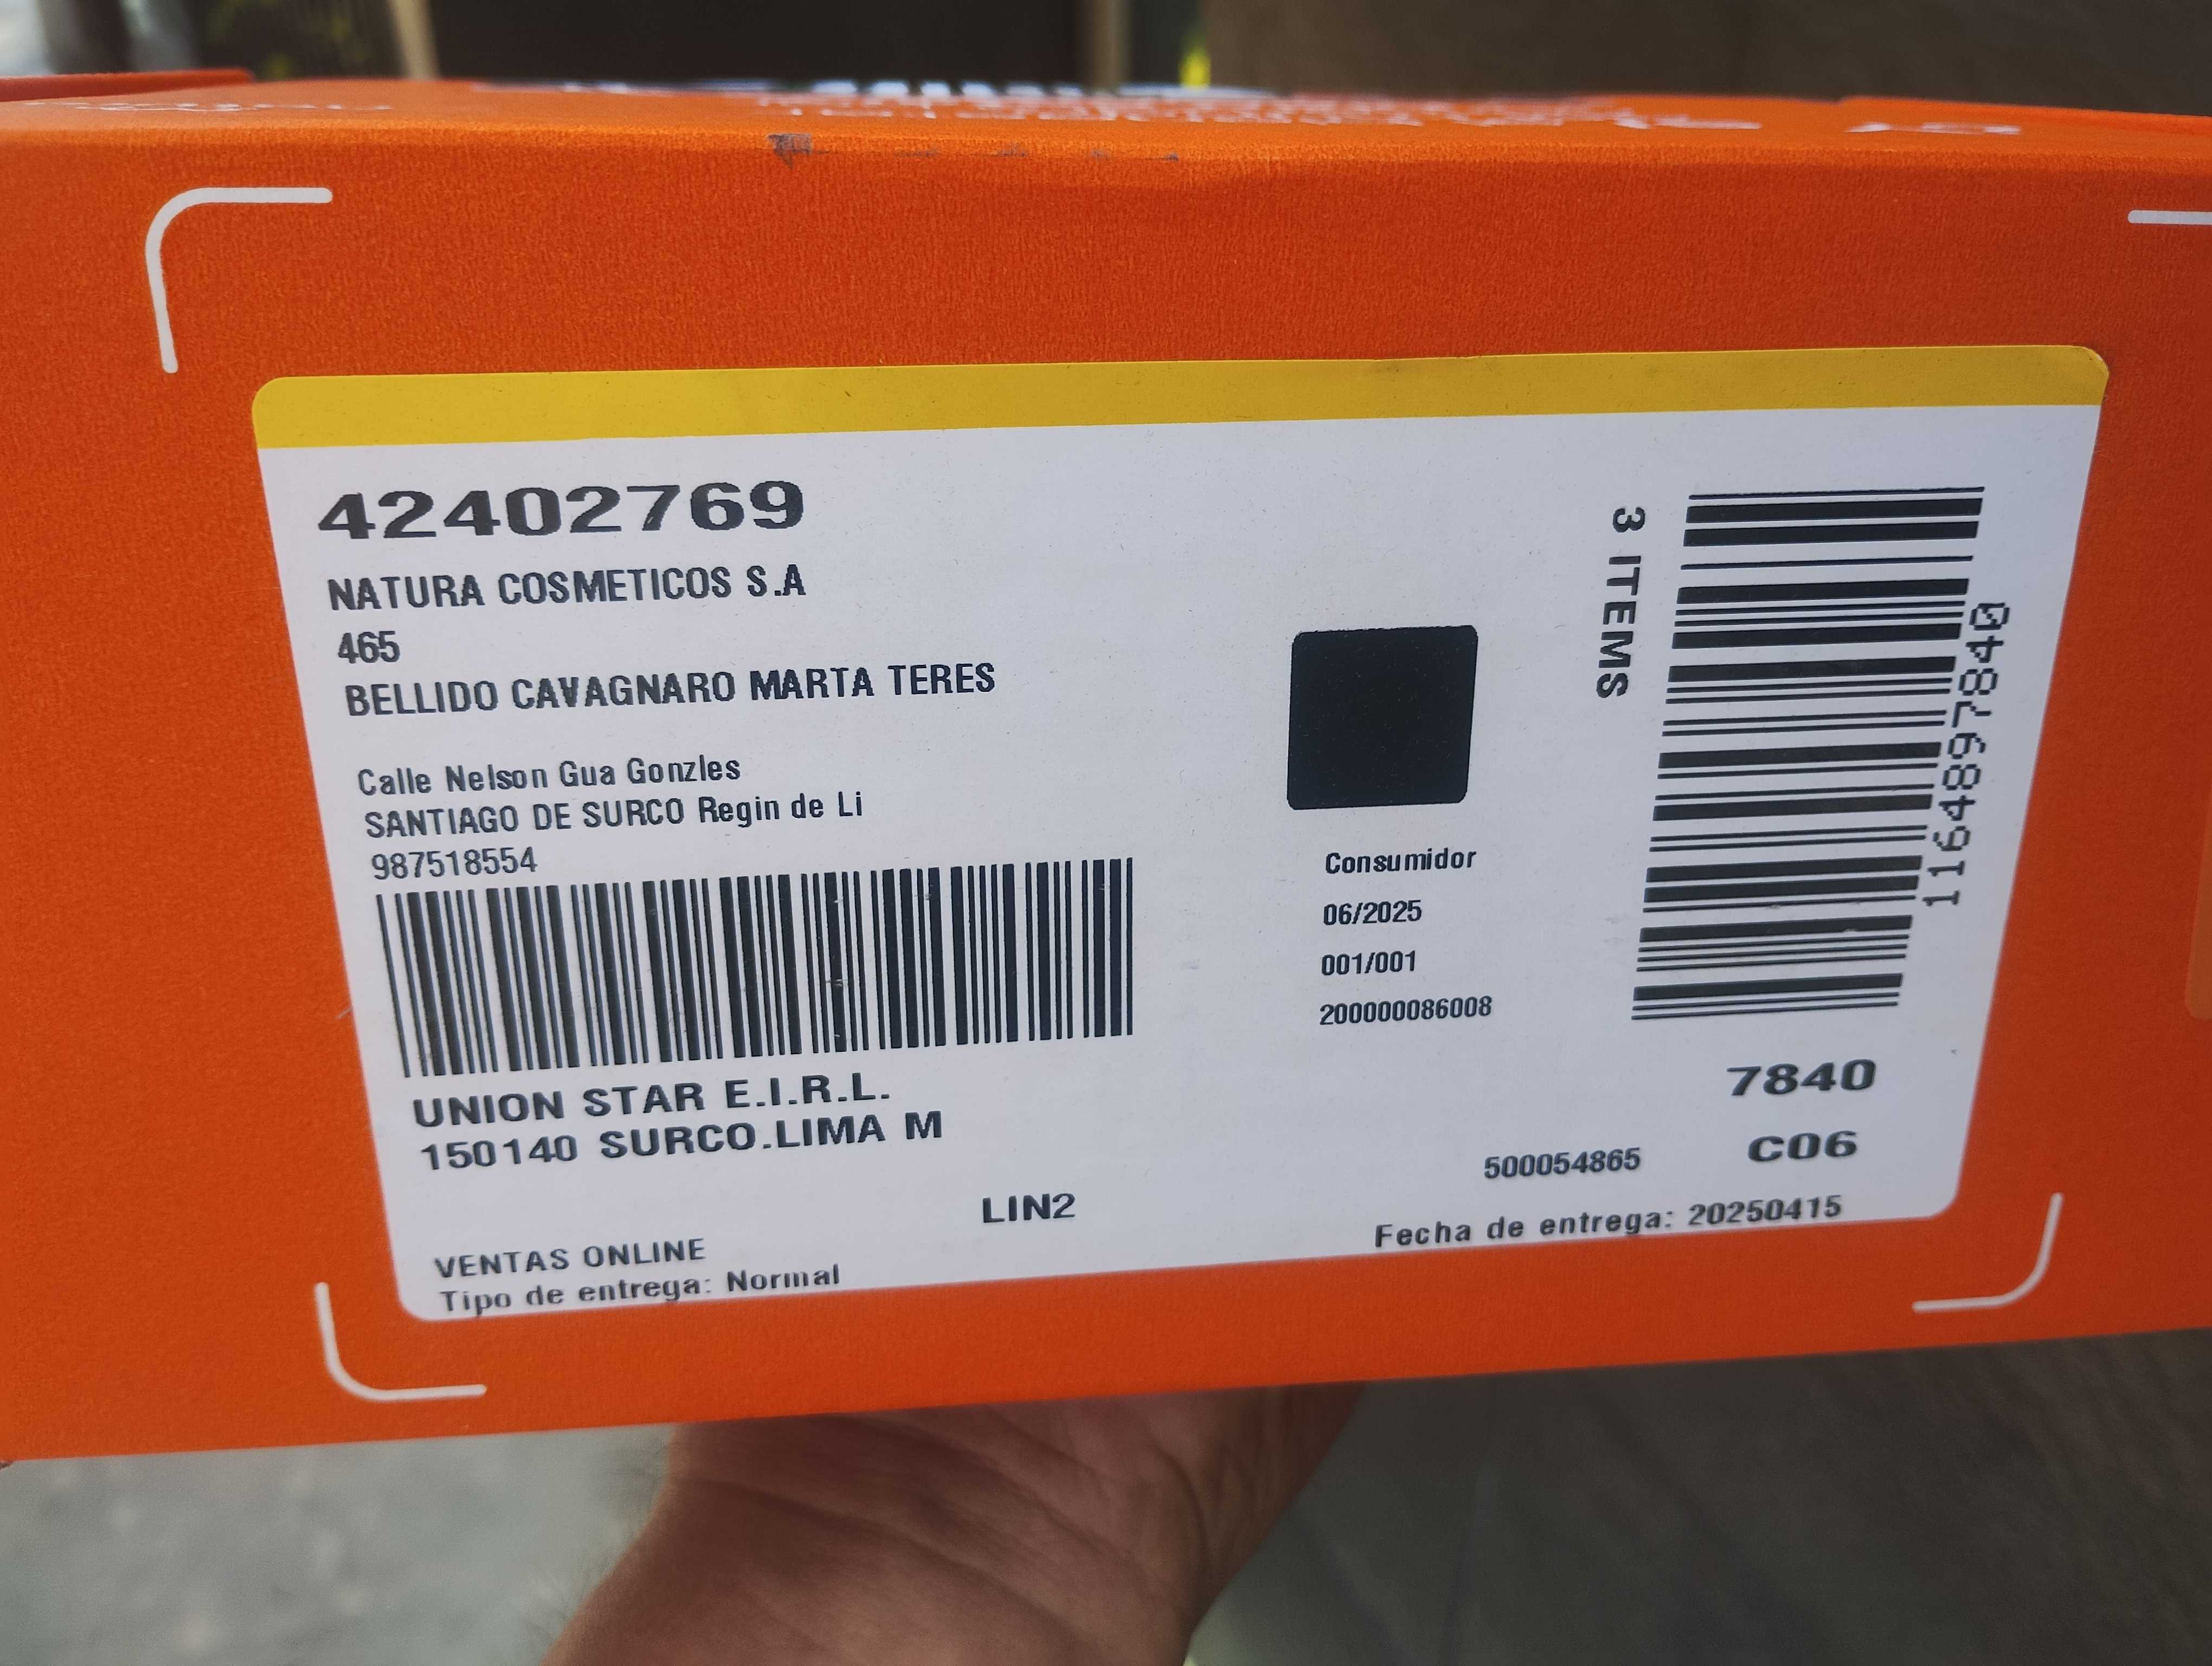 42402769
NATURA COSMETICOS S.A
465
BELLIDO CAVAGNARO MARTA TERES
Calle Nelson Gua Gonzles
SANTIAGO DE SURCO Regin de Li
987518554
UNION STAR E.I.R.L.
150140 SURCO.LIMA M
LIN2
VENTAS ONLINE
Tipo de entrega: Normal
Consumidor
06/2025
001/001
200000086008
3 ITEMS
11648978​40
7840
C06
500054865
Fecha de entrega: 20250415